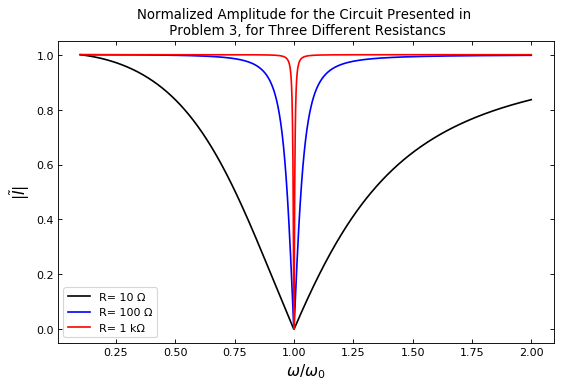 Normalized Amplitude for the Circuit Presented in
Problem 3, for Three Different Resistancs
|Ĩ|
1.0
0.8
0.6
0.4
0.2
0.0
R= 10 Ω
R= 100 Ω
R= 1 kΩ
0.25 0.50 0.75 1.00 1.25 1.50 1.75 2.00
ω/ω₀